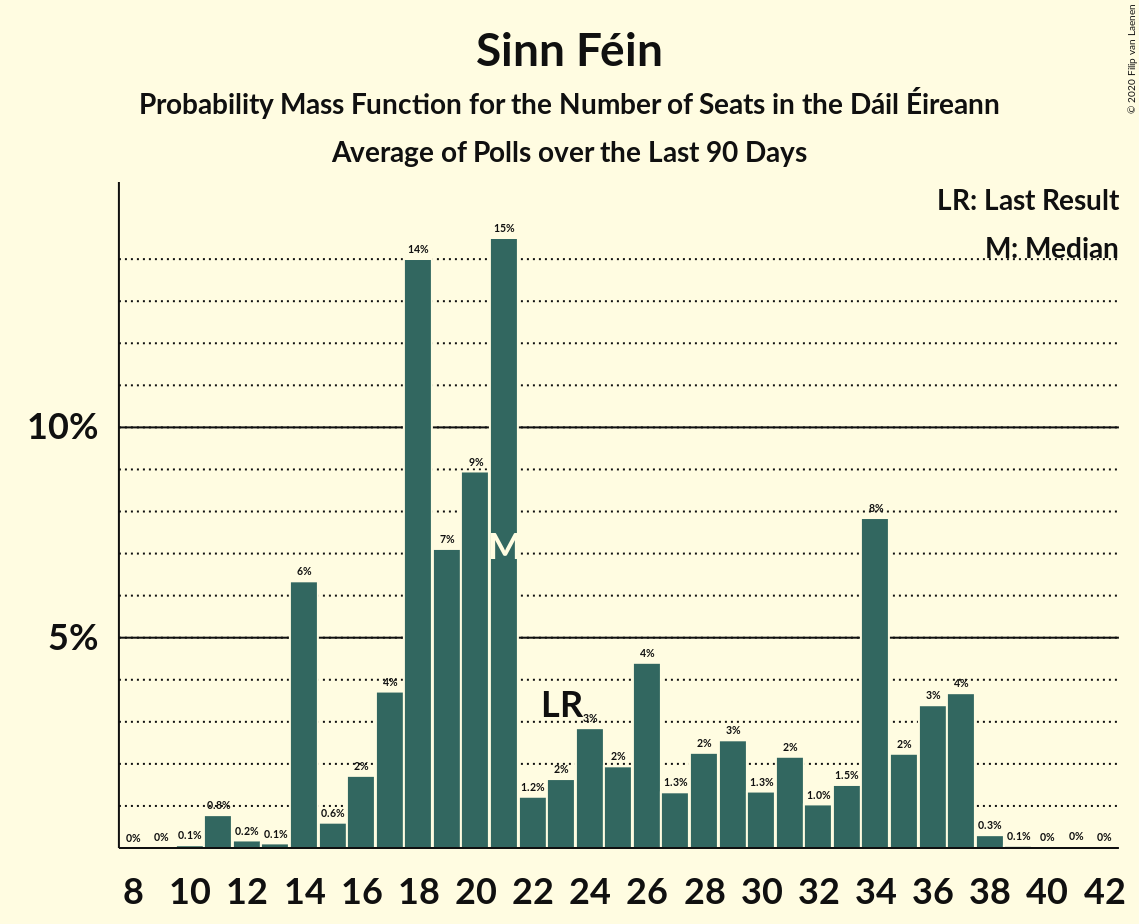 Sinn Féin
Probability Mass Function for the Number of Seats in the Dáil Éireann
Average of Polls over the Last 90 Days
© 2020 Filip van Laenen
LR: Last Result
M: Median
10%
5%
0% 0% 0.1% 0.8% 0.2% 0.1% 6% 0.6% 2% 4% 14% 7% 9% 15% 1.2% 2% 3% 2% 4% 1.3% 2% 3% 1.3% 2% 1.0% 1.5% 8% 2% 3% 4% 0.3% 0.1% 0% 0% 0%
M
LR
8 10 12 14 16 18 20 22 24 26 28 30 32 34 36 38 40 42